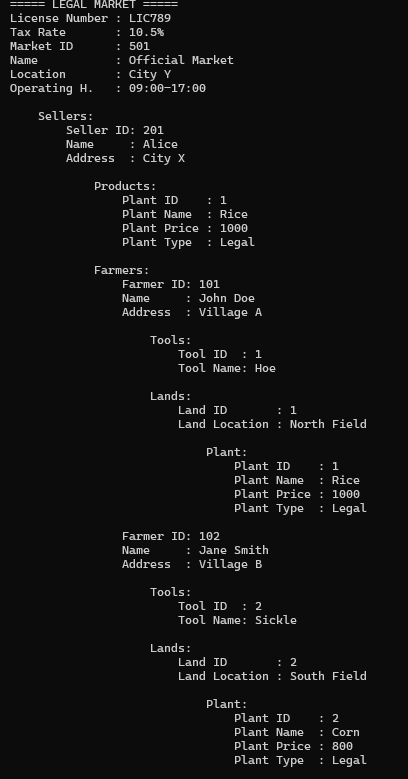 ===== LEGAL MARKET =====
License Number : LIC789
Tax Rate       : 10.5%
Market ID      : 501
Name           : Official Market
Location       : City Y
Operating H.   : 09:00-17:00

    Sellers:
        Seller ID: 201
        Name     : Alice
        Address  : City X

            Products:
                Plant ID    : 1
                Plant Name  : Rice
                Plant Price : 1000
                Plant Type  : Legal

            Farmers:
                Farmer ID: 101
                Name     : John Doe
                Address  : Village A

                    Tools:
                        Tool ID  : 1
                        Tool Name: Hoe

                    Lands:
                        Land ID       : 1
                        Land Location : North Field

                            Plant:
                                Plant ID    : 1
                                Plant Name  : Rice
                                Plant Price : 1000
                                Plant Type  : Legal

                Farmer ID: 102
                Name     : Jane Smith
                Address  : Village B

                    Tools:
                        Tool ID  : 2
                        Tool Name: Sickle

                    Lands:
                        Land ID       : 2
                        Land Location : South Field

                            Plant:
                                Plant ID    : 2
                                Plant Name  : Corn
                                Plant Price : 800
                                Plant Type  : Legal